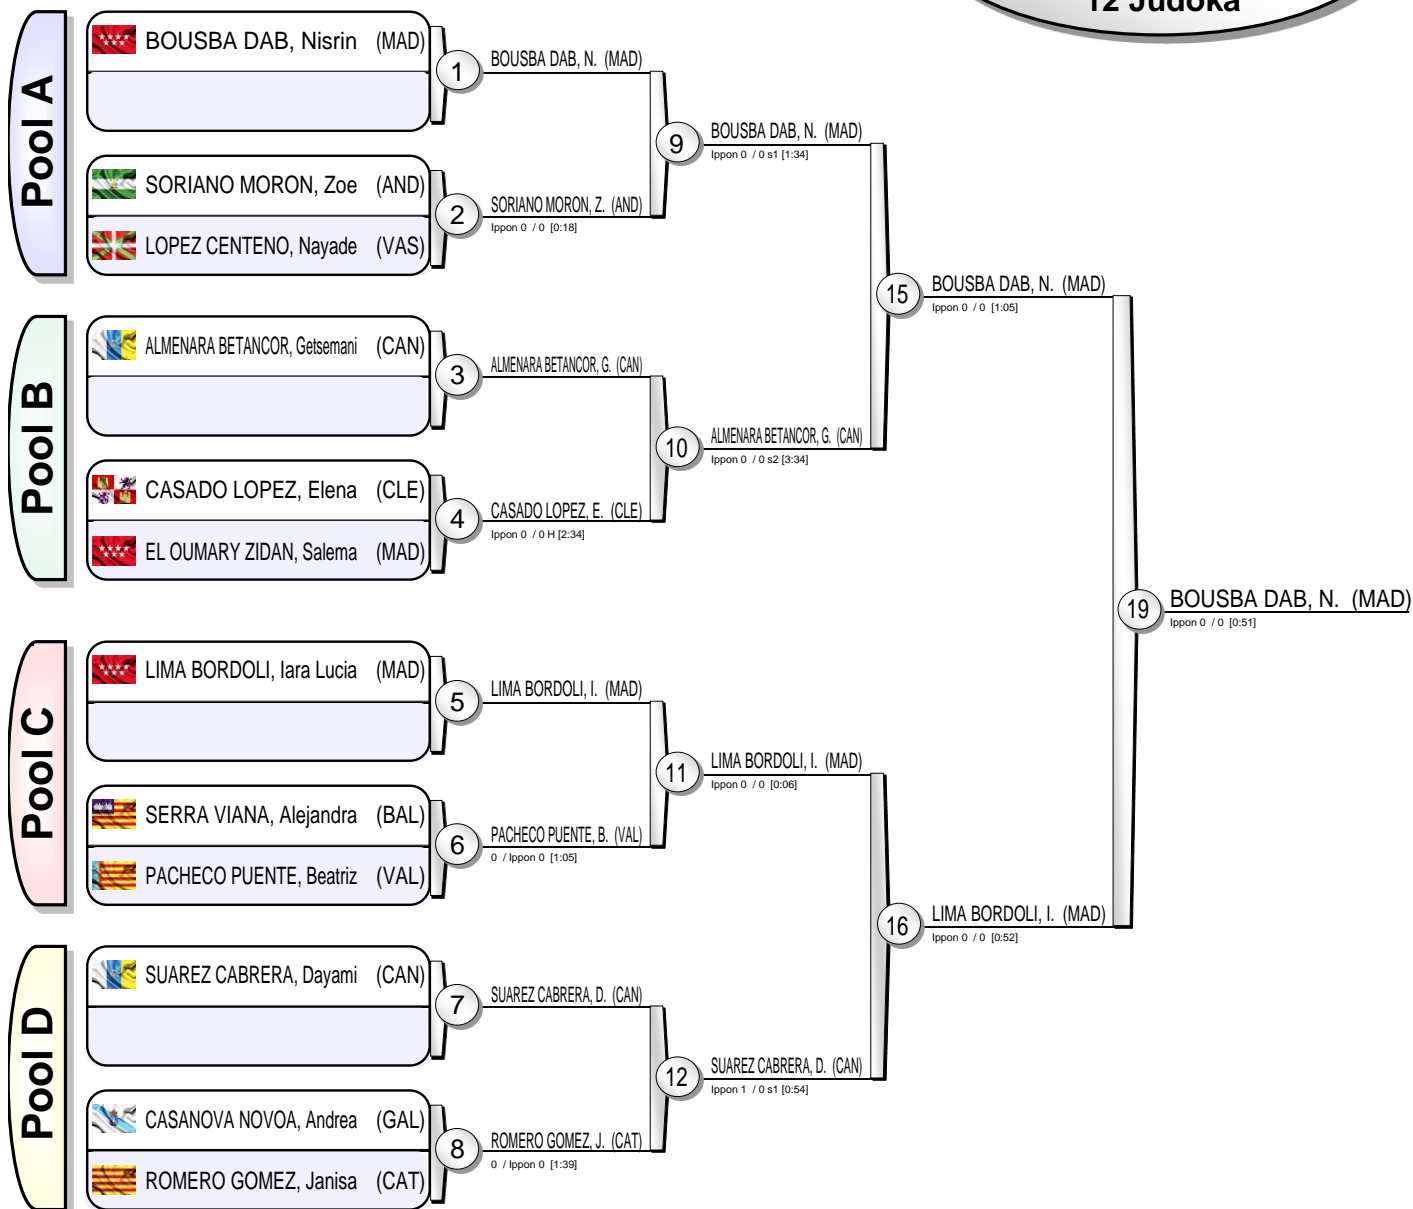 12 Judoka
Pool A
BOUSBA DAB, Nisrin (MAD)
1
BOUSBA DAB, N. (MAD)
SORIANO MORON, Zoe (AND)
LOPEZ CENTENO, Nayade (VAS)
2
SORIANO MORON, Z. (AND)
Ippon 0 / 0 [0:18]
9
BOUSBA DAB, N. (MAD)
Ippon 0 / 0 s1 [1:34]
Pool B
ALMENARA BETANCOR, Getsemani (CAN)
3
ALMENARA BETANCOR, G. (CAN)
CASADO LOPEZ, Elena (CLE)
EL OUMARY ZIDAN, Salema (MAD)
4
CASADO LOPEZ, E. (CLE)
Ippon 0 / 0 H [2:34]
10
ALMENARA BETANCOR, G. (CAN)
Ippon 0 / 0 s2 [3:34]
15
BOUSBA DAB, N. (MAD)
Ippon 0 / 0 [1:05]
Pool C
LIMA BORDOLI, Iara Lucia (MAD)
5
LIMA BORDOLI, I. (MAD)
SERRA VIANA, Alejandra (BAL)
PACHECO PUENTE, Beatriz (VAL)
6
PACHECO PUENTE, B. (VAL)
0 / Ippon 0 [1:05]
11
LIMA BORDOLI, I. (MAD)
Ippon 0 / 0 [0:06]
Pool D
SUAREZ CABRERA, Dayami (CAN)
7
SUAREZ CABRERA, D. (CAN)
CASANOVA NOVOA, Andrea (GAL)
ROMERO GOMEZ, Janisa (CAT)
8
ROMERO GOMEZ, J. (CAT)
0 / Ippon 0 [1:39]
12
SUAREZ CABRERA, D. (CAN)
Ippon 1 / 0 s1 [0:54]
16
LIMA BORDOLI, I. (MAD)
Ippon 0 / 0 [0:52]
19
BOUSBA DAB, N. (MAD)
Ippon 0 / 0 [0:51]